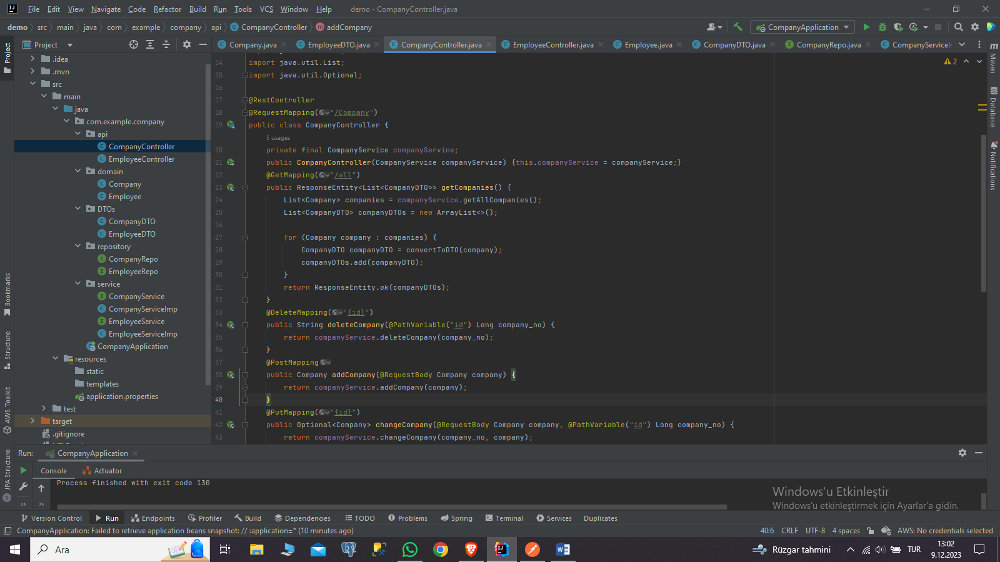 File Edit View Navigate Code Refactor Build Run Tools VCS Window Help demo - CompanyController.java
demo src main java com example company api CompanyController addCompany CompanyApplication
Project
Project
Company.java EmployeeDTO.java CompanyController.java EmployeeController.java Employee.java CompanyDTO.java CompanyRepo.java CompanyServiceI
.idea
.mvn
src
main
java
com.example.company
api
CompanyController
EmployeeController
domain
Company
Employee
DTOs
CompanyDTO
EmployeeDTO
repository
CompanyRepo
EmployeeRepo
service
CompanyService
CompanyServiceImp
EmployeeService
EmployeeServiceImp
CompanyApplication
resources
static
templates
application.properties
test
target
.gitignore
2
14 import java.util.List;
15 import java.util.Optional;
16
17 @RestController
18 @RequestMapping("/Company")
19 public class CompanyController {
5 usages
20 private final CompanyService companyService;
21 public CompanyController(CompanyService companyService) {this.companyService = companyService;}
22 @GetMapping("/all")
23 public ResponseEntity<List<CompanyDTO>> getCompanies() {
24 List<Company> companies = companyService.getAllCompanies();
25 List<CompanyDTO> companyDTOs = new ArrayList<>();
26
27 for (Company company : companies) {
28 CompanyDTO companyDTO = convertToDTO(company);
29 companyDTOs.add(companyDTO);
30 }
31 return ResponseEntity.ok(companyDTOs);
32 }
33 @DeleteMapping("{id}")
34 public String deleteCompany(@PathVariable("id") Long company_no) {
35 return companyService.deleteCompany(company_no);
36 }
37 @PostMapping
38 public Company addCompany(@RequestBody Company company) {
39 return companyService.addCompany(company);
40 }
41 @PutMapping("{id}")
42 public Optional<Company> changeCompany(@RequestBody Company company, @PathVariable("id") Long company_no) {
43 return companyService.changeCompany(company_no, company);
Maven
Database
Notifications
Bookmarks
Structure
AWS Toolkit
JPA Structure
Run: CompanyApplication
Console Actuator
Process finished with exit code 130
Windows'u Etkinleştir
Windows'u etkinleştirmek için Ayarlar'a gidin.
Version Control Run Endpoints Profiler Build Dependencies TODO Problems Spring Terminal Services Duplicates
CompanyApplication: Failed to retrieve application beans snapshot: // :application=* (10 minutes ago) 40:6 CRLF UTF-8 4 spaces AWS: No credentials selected
Ara Rüzgar tahmini TUR 13:02
9.12.2023